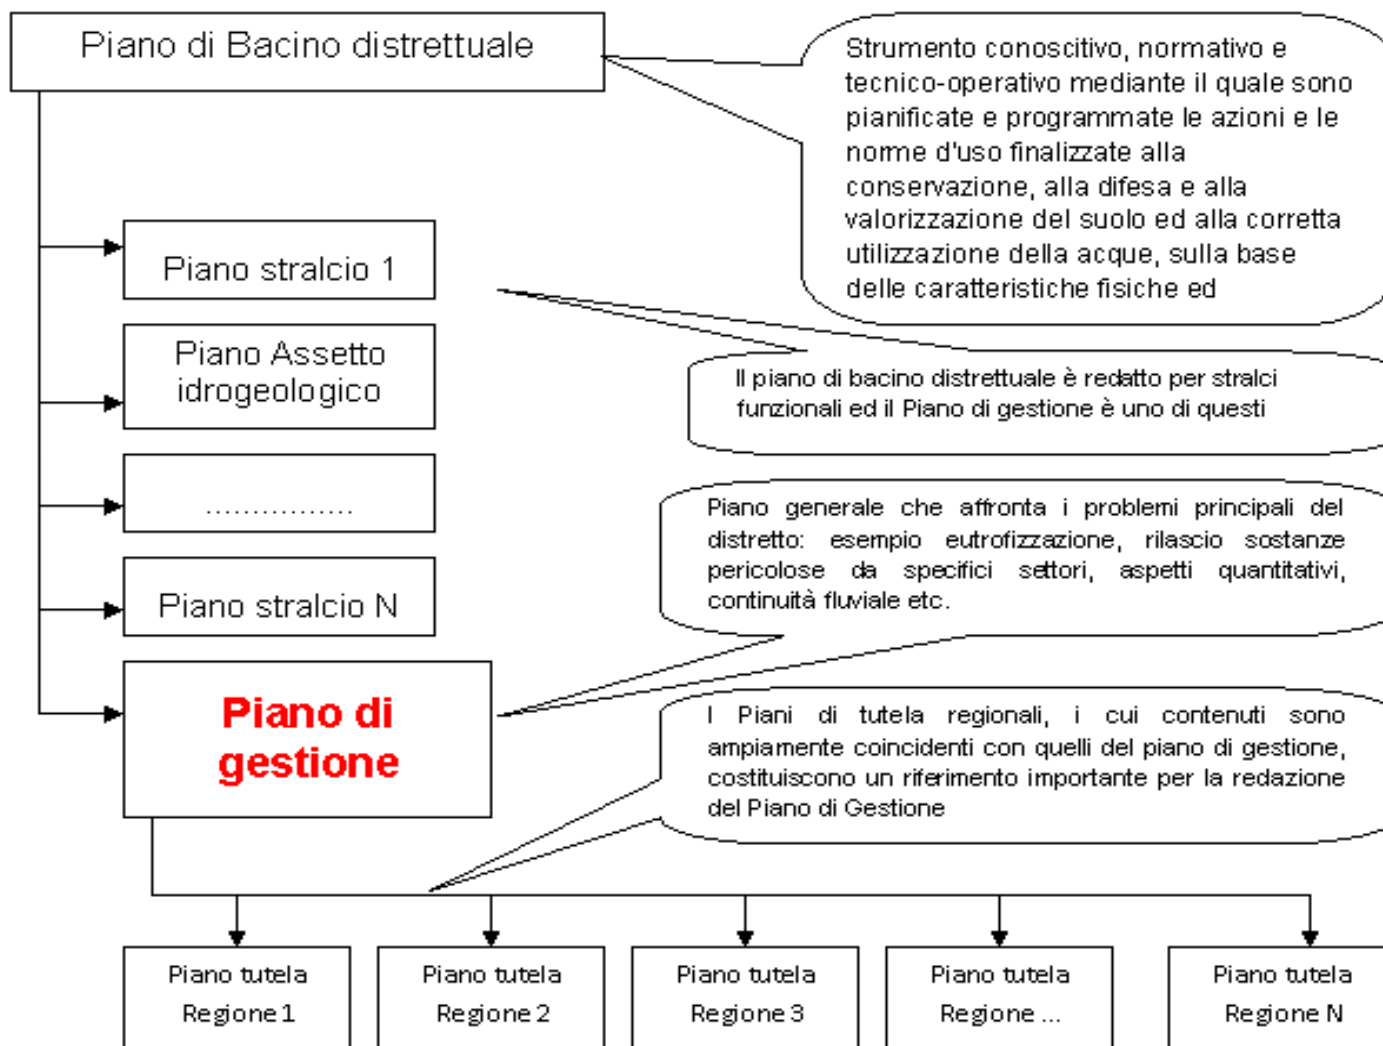 Piano di Bacino distrettuale
Strumento conoscitivo, normativo e
tecnico-operativo mediante il quale sono
pianificate e programmate le azioni e le
norme d'uso finalizzate alla
conservazione, alla difesa e alla
valorizzazione del suolo ed alla corretta
utilizzazione della acque, sulla base
delle caratteristiche fisiche ed
Piano stralcio 1
Piano Assetto
idrogeologico
Il piano di bacino distrettuale è redatto per stralci
funzionali ed il Piano di gestione è uno di questi
................
Piano generale che affronta i problemi principali del
distretto: esempio eutrofizzazione, rilascio sostanze
pericolose da specifici settori, aspetti quantitativi,
continuità fluviale etc.
Piano stralcio N
Piano di
gestione
I Piani di tutela regionali, i cui contenuti sono
ampiamente coincidenti con quelli del piano di gestione,
costituiscono un riferimento importante per la redazione
del Piano di Gestione
Piano tutela
Regione 1
Piano tutela
Regione 2
Piano tutela
Regione 3
Piano tutela
Regione ...
Piano tutela
Regione N